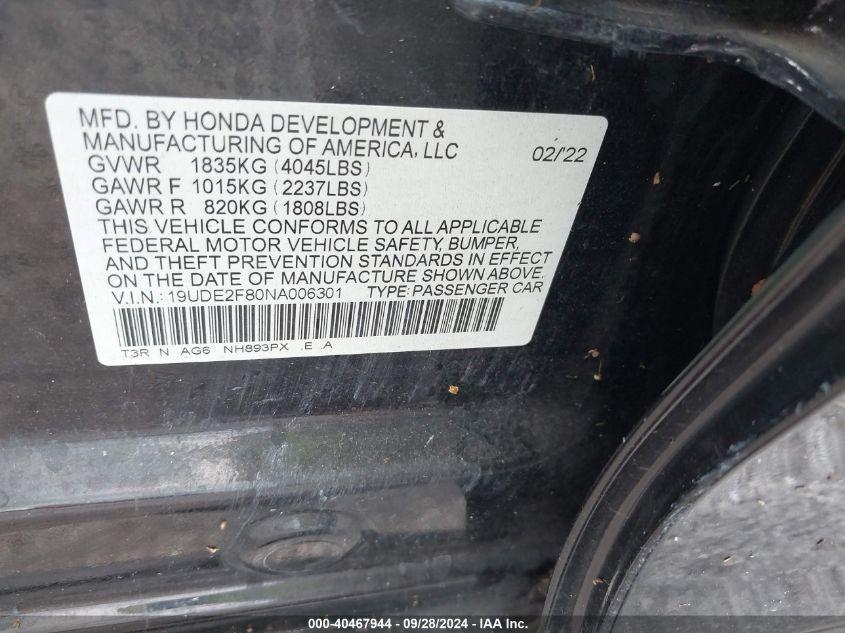 MFD. BY HONDA DEVELOPMENT &
MANUFACTURING OF AMERICA, LLC 02/'22
GVWR 1835KG (4045LBS)
GAWR F 1015KG (2237LBS)
GAWR R 820KG (1808LBS)
THIS VEHICLE CONFORMS TO ALL APPLICABLE
FEDERAL MOTOR VEHICLE SAFETY, BUMPER,
AND THEFT PREVENTION STANDARDS IN EFFECT
ON THE DATE OF MANUFACTURE SHOWN ABOVE.
V.I.N.: 19UDE2F80NA006301 TYPE: PASSENGER CAR
T3R N AG6 NH893PX .E .A
000-40467944 / 09/28/2024 - IAA Inc.